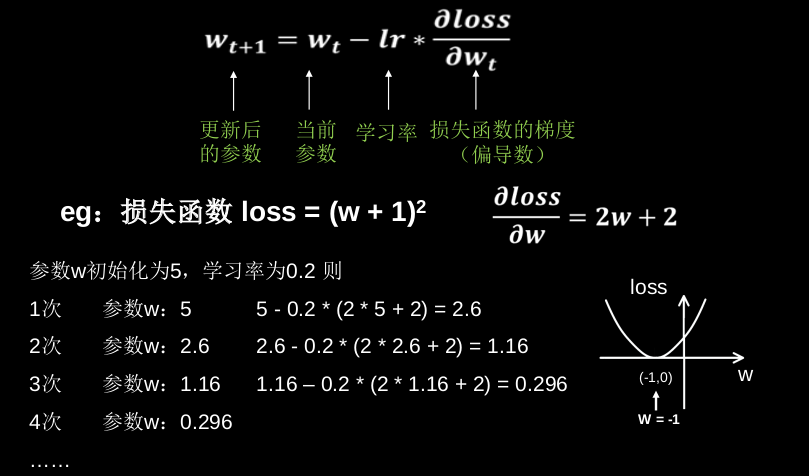 w_{t+1} = w_t − lr * ∂loss/∂w_t
更新后的参数
当前参数
学习率
损失函数的梯度（偏导数）
eg：损失函数 loss = (w + 1)²
∂loss/∂w = 2w + 2
参数w初始化为5，学习率为0.2 则
1次 参数w：5 5 - 0.2 * (2 * 5 + 2) = 2.6
2次 参数w：2.6 2.6 - 0.2 * (2 * 2.6 + 2) = 1.16
3次 参数w：1.16 1.16 – 0.2 * (2 * 1.16 + 2) = 0.296
4次 参数w：0.296
……
loss
w
(-1,0)
W = -1